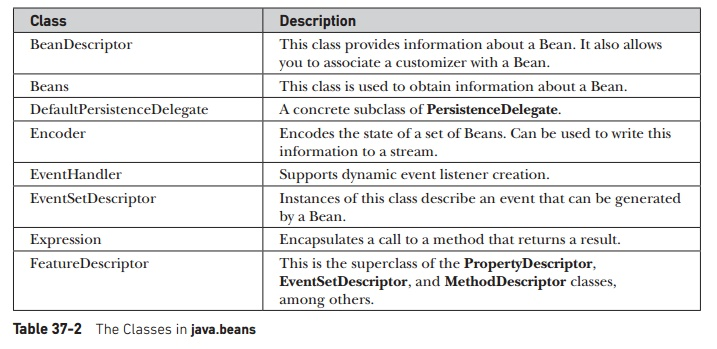 Class Description
BeanDescriptor This class provides information about a Bean. It also allows
you to associate a customizer with a Bean.
Beans This class is used to obtain information about a Bean.
DefaultPersistenceDelegate A concrete subclass of PersistenceDelegate.
Encoder Encodes the state of a set of Beans. Can be used to write this
information to a stream.
EventHandler Supports dynamic event listener creation.
EventSetDescriptor Instances of this class describe an event that can be generated
by a Bean.
Expression Encapsulates a call to a method that returns a result.
FeatureDescriptor This is the superclass of the PropertyDescriptor,
EventSetDescriptor, and MethodDescriptor classes,
among others.
Table 37-2 The Classes in java.beans